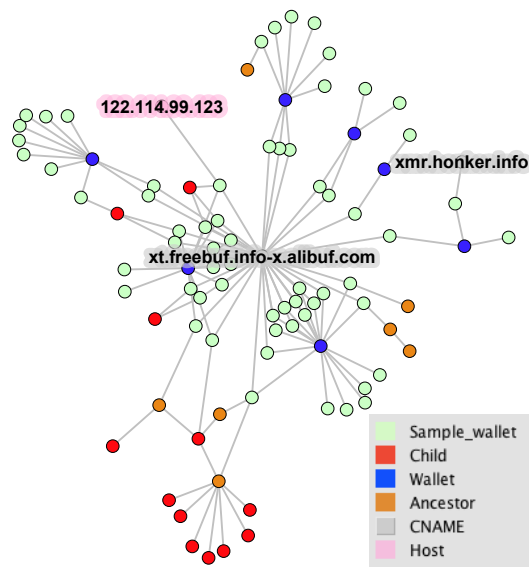 122.114.99.123
xmr.honker.info
xt.freebuf.info-x.alibuf.com
Sample_wallet
Child
Wallet
Ancestor
CNAME
Host